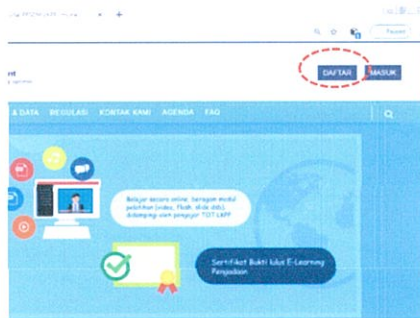 DAFTAR
MASUK
& DATA REGULASI KONTAK KAMI AGENDA FAQ
Belajar secara online, beragam modul
pelatihan (video, flash, slide dsb),
didampingi oleh pengajar TOT LKPP
Sertifikat Bukti lulus E-Learning
Pengadaan